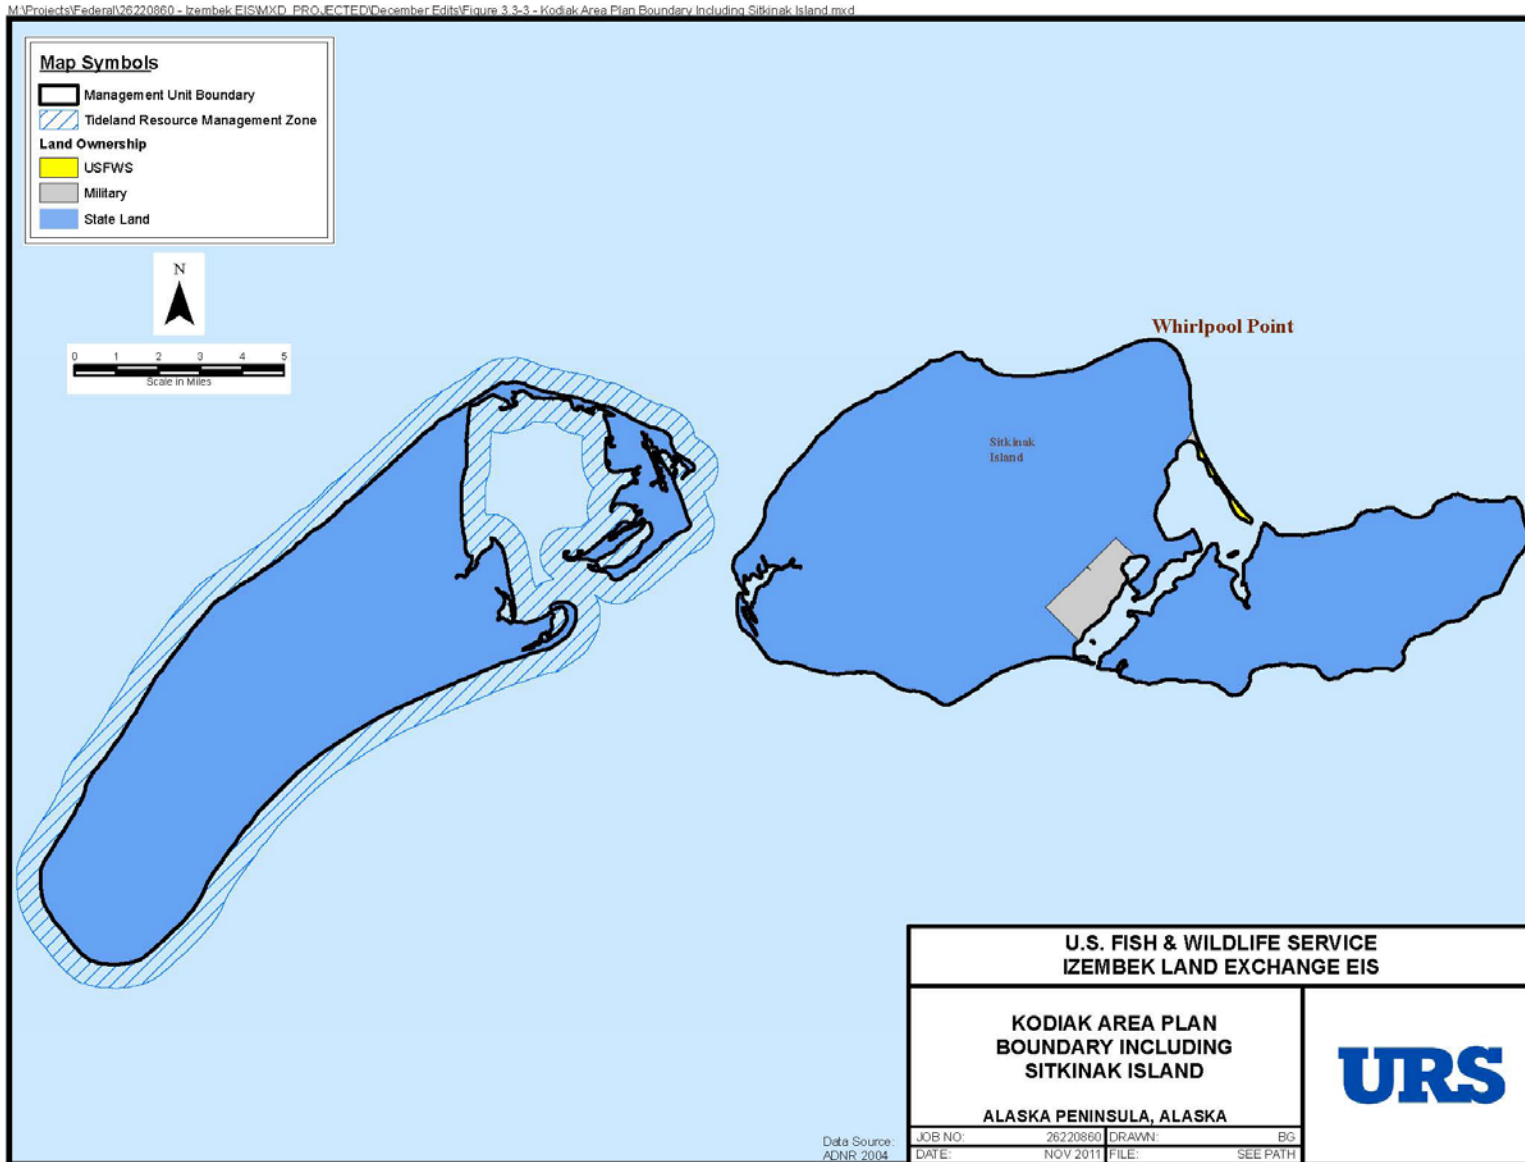 M:\Projects\Federal\26220860 - Izembek EIS\MXD_PROJECTED\December Edits\Figure 3.3-3 - Kodiak Area Plan Boundary Including Sitkinak Island.mxd
Map Symbols
Management Unit Boundary
Tideland Resource Management Zone
Land Ownership
USFWS
Military
State Land
N
0 1 2 3 4 5
Scale in Miles
Whirlpool Point
Sitkinak
Island
U.S. FISH & WILDLIFE SERVICE
IZEMBEK LAND EXCHANGE EIS
KODIAK AREA PLAN
BOUNDARY INCLUDING
SITKINAK ISLAND
ALASKA PENINSULA, ALASKA
URS
Data Source:
ADNR 2004
JOB NO: 26220860 DRAWN: BG
DATE: NOV 2011 FILE: SEE PATH